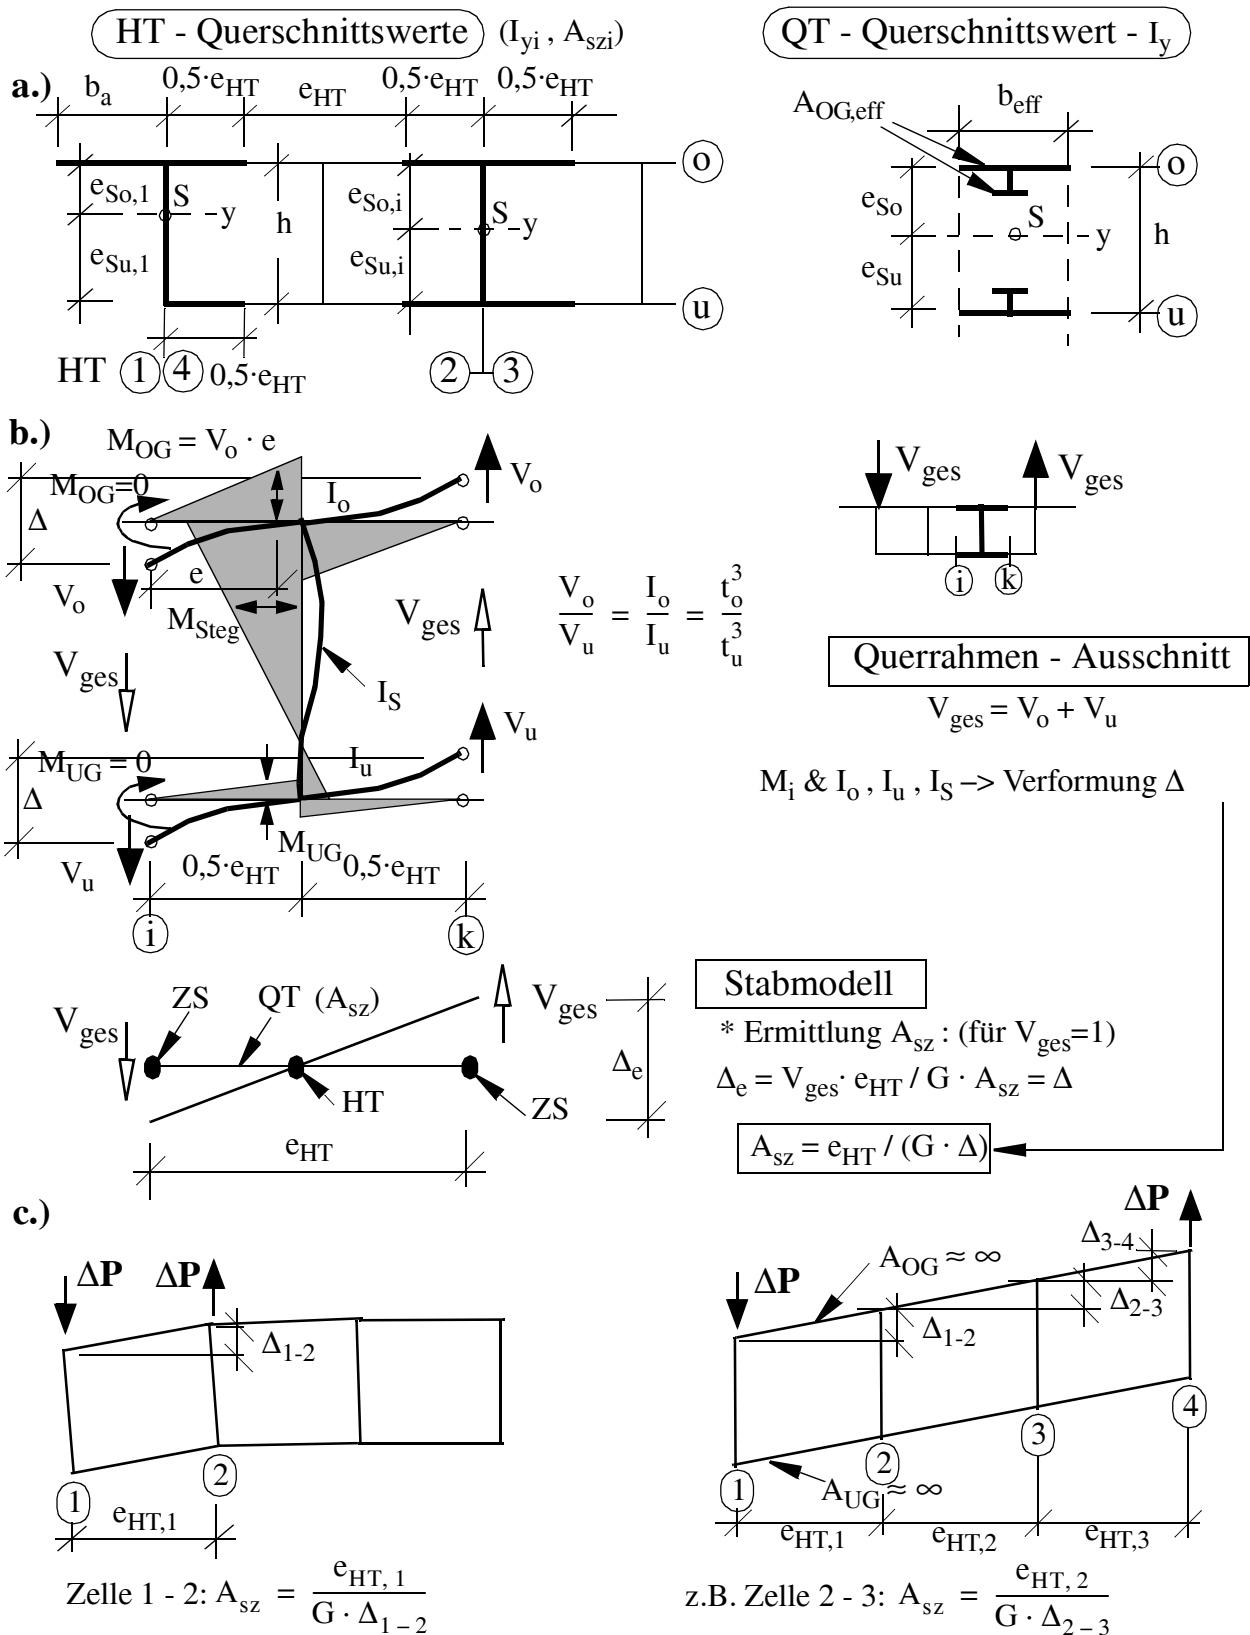 HT - Querschnittswerte (I_yi , A_szi)
QT - Querschnittswert - I_y
a.)
b_a
0,5·e_HT
e_HT
0,5·e_HT
0,5·e_HT
A_OG,eff
b_eff
o
o
e_So,1
S
y
h
e_So,i
S
y
e_So
S
y
h
e_Su,1
e_Su,i
e_Su
u
u
HT 1 4 0,5·e_HT
2 3
b.)
M_OG = V_o · e
M_OG=0
I_o
V_o
Δ
e
V_o
M_Steg
V_ges
V_ges
V_ges
V_ges
V_o / V_u = I_o / I_u = t_o^3 / t_u^3
i
k
Querrahmen - Ausschnitt
V_ges = V_o + V_u
I_S
V_u
M_UG = 0
I_u
M_i & I_o , I_u , I_S –> Verformung Δ
Δ
M_UG
V_u
0,5·e_HT
0,5·e_HT
i
k
Stabmodell
ZS
QT (A_sz)
V_ges
V_ges
* Ermittlung A_sz : (für V_ges=1)
Δ_e
Δ_e = V_ges · e_HT / G · A_sz = Δ
HT
ZS
e_HT
A_sz = e_HT / (G · Δ)
c.)
ΔP
ΔP
Δ_1-2
1
2
e_HT,1
Zelle 1 - 2: A_sz = e_HT, 1 / G · Δ_1 – 2
ΔP
Δ_3-4
A_OG ≈ ∞
ΔP
Δ_2-3
Δ_1-2
4
3
2
1
A_UG ≈ ∞
e_HT,1
e_HT,2
e_HT,3
z.B. Zelle 2 - 3: A_sz = e_HT, 2 / G · Δ_2 – 3